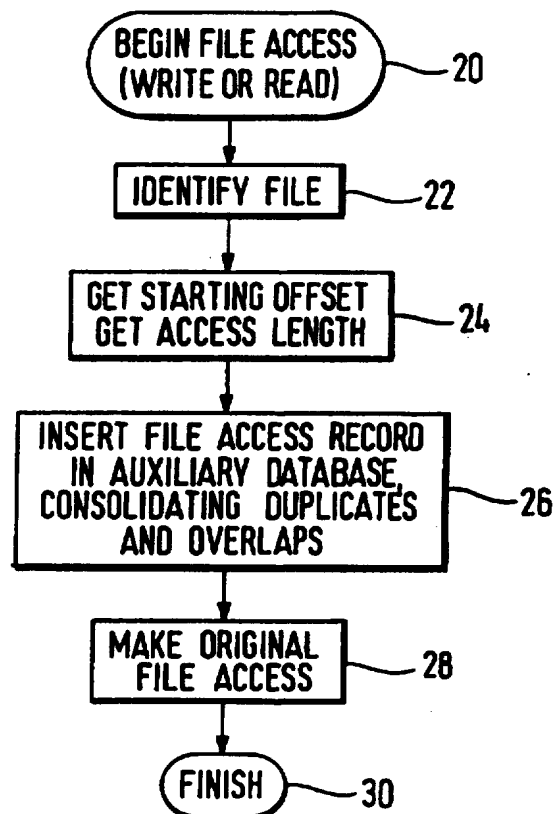 BEGIN FILE ACCESS
(WRITE OR READ)
20
IDENTIFY FILE
22
GET STARTING OFFSET
GET ACCESS LENGTH
24
INSERT FILE ACCESS RECORD
IN AUXILIARY DATABASE,
CONSOLIDATING DUPLICATES
AND OVERLAPS
26
MAKE ORIGINAL
FILE ACCESS
28
FINISH
30